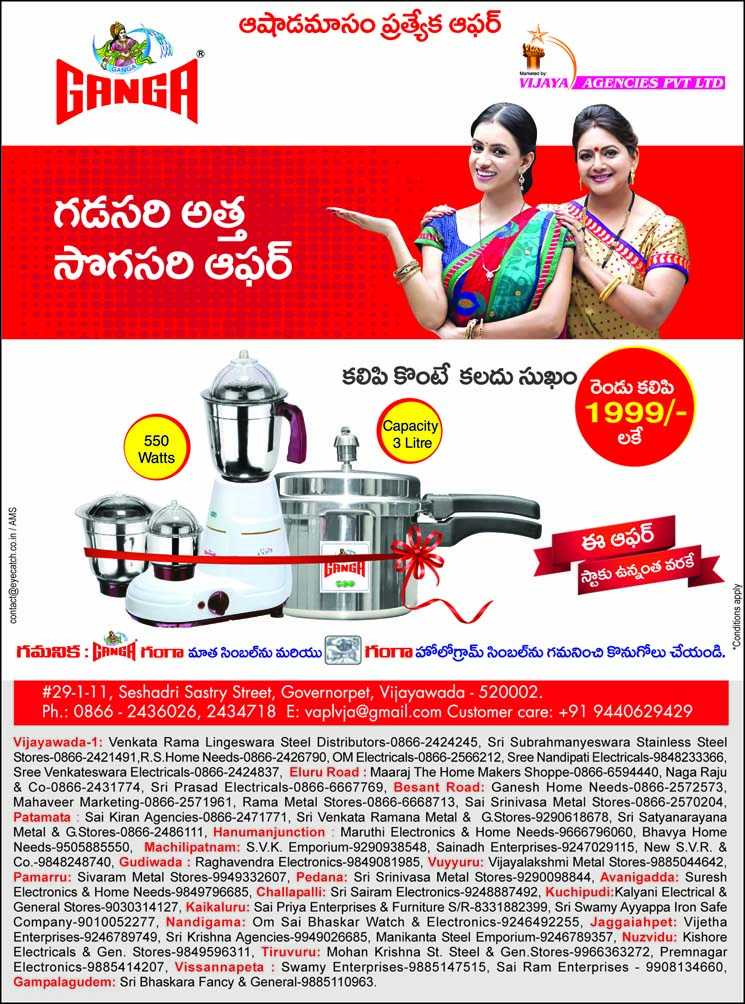 ఆషాడమాసం ప్రత్యేక ఆఫర్
GANGA
GANGA ®
Marketed by:
VIJAYA AGENCIES PVT LTD
గడసరి అత్త
సొగసరి ఆఫర్
కలిపి కొంటే కలదు సుఖం
రెండు కలిపి
1999/-
లకే
550
Watts
Capacity
3 Litre
GANGA
ఈ ఆఫర్
స్టాకు ఉన్నంత వరకే
contact@eyecatch.co.in / AMS
*Conditions apply
గమనిక : GANGA గంగా మాత సింబల్‌ను మరియు గంగా హోలోగ్రామ్ సింబల్‌ను గమనించి కొనుగోలు చేయండి.
#29-1-11, Seshadri Sastry Street, Governorpet, Vijayawada - 520002.
Ph.: 0866 - 2436026, 2434718 E: vaplvja@gmail.com Customer care: +91 9440629429
Vijayawada-1: Venkata Rama Lingeswara Steel Distributors-0866-2424245, Sri Subrahmanyeswara Stainless Steel
Stores-0866-2421491,R.S.Home Needs-0866-2426790, OM Electricals-0866-2566212, Sree Nandipati Electricals-9848233366,
Sree Venkateswara Electricals-0866-2424837, Eluru Road : Maaraj The Home Makers Shoppe-0866-6594440, Naga Raju
& Co-0866-2431774, Sri Prasad Electricals-0866-6667769, Besant Road: Ganesh Home Needs-0866-2572573,
Mahaveer Marketing-0866-2571961, Rama Metal Stores-0866-6668713, Sai Srinivasa Metal Stores-0866-2570204,
Patamata : Sai Kiran Agencies-0866-2471771, Sri Venkata Ramana Metal & G.Stores-9290618678, Sri Satyanarayana
Metal & G.Stores-0866-2486111, Hanumanjunction : Maruthi Electronics & Home Needs-9666796060, Bhavya Home
Needs-9505885550, Machilipatnam: S.V.K. Emporium-9290938548, Sainadh Enterprises-9247029115, New S.V.R. &
Co.-9848248740, Gudiwada : Raghavendra Electronics-9849081985, Vuyyuru: Vijayalakshmi Metal Stores-9885044642,
Pamarru: Sivaram Metal Stores-9949332607, Pedana: Sri Srinivasa Metal Stores-9290098844, Avanigadda: Suresh
Electronics & Home Needs-9849796685, Challapalli: Sri Sairam Electronics-9248887492, Kuchipudi:Kalyani Electrical &
General Stores-9030314127, Kaikaluru: Sai Priya Enterprises & Furniture S/R-8331882399, Sri Swamy Ayyappa Iron Safe
Company-9010052277, Nandigama: Om Sai Bhaskar Watch & Electronics-9246492255, Jaggaiahpet: Vijetha
Enterprises-9246789749, Sri Krishna Agencies-9949026685, Manikanta Steel Emporium-9246789357, Nuzvidu: Kishore
Electricals & Gen. Stores-9849596311, Tiruvuru: Mohan Krishna St. Steel & Gen.Stores-9966363272, Premnagar
Electronics-9885414207, Vissannapeta : Swamy Enterprises-9885147515, Sai Ram Enterprises - 9908134660,
Gampalagudem: Sri Bhaskara Fancy & General-9885110963.